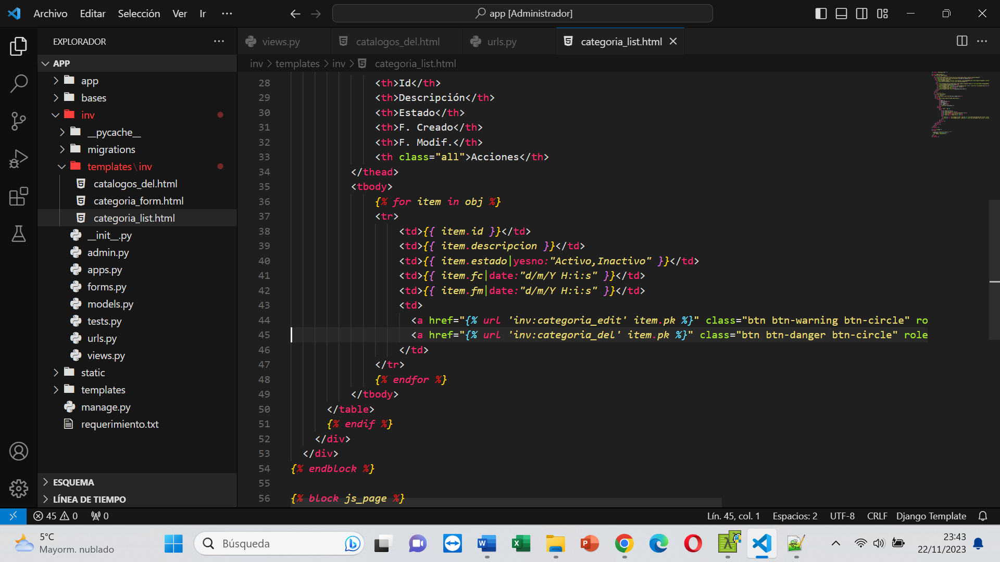 Archivo Editar Selección Ver Ir ···
app [Administrador]
EXPLORADOR ···
views.py catalogos_del.html urls.py categoria_list.html
inv > templates > inv > categoria_list.html
APP
app
bases
inv
__pycache__
migrations
templates\inv
catalogos_del.html
categoria_form.html
categoria_list.html
__init__.py
admin.py
apps.py
forms.py
models.py
tests.py
urls.py
views.py
static
templates
manage.py
requerimiento.txt
ESQUEMA
LÍNEA DE TIEMPO
28 <th>Id</th>
29 <th>Descripción</th>
30 <th>Estado</th>
31 <th>F. Creado</th>
32 <th>F. Modif.</th>
33 <th class="all">Acciones</th>
34 </thead>
35 <tbody>
36 {% for item in obj %}
37 <tr>
38 <td>{{ item.id }}</td>
39 <td>{{ item.descripcion }}</td>
40 <td>{{ item.estado|yesno:"Activo,Inactivo" }}</td>
41 <td>{{ item.fc|date:"d/m/Y H:i:s" }}</td>
42 <td>{{ item.fm|date:"d/m/Y H:i:s" }}</td>
43 <td>
44 <a href="{% url 'inv:categoria_edit' item.pk %}" class="btn btn-warning btn-circle" ro
45 <a href="{% url 'inv:categoria_del' item.pk %}" class="btn btn-danger btn-circle" role
46 </td>
47 </tr>
48 {% endfor %}
49 </tbody>
50 </table>
51 {% endif %}
52 </div>
53 </div>
54 {% endblock %}
55
56 {% block js_page %}
45 0 0
Lín. 45, col. 1 Espacios: 2 UTF-8 CRLF Django Template
5°C
Mayorm. nublado
Búsqueda
23:43
22/11/2023